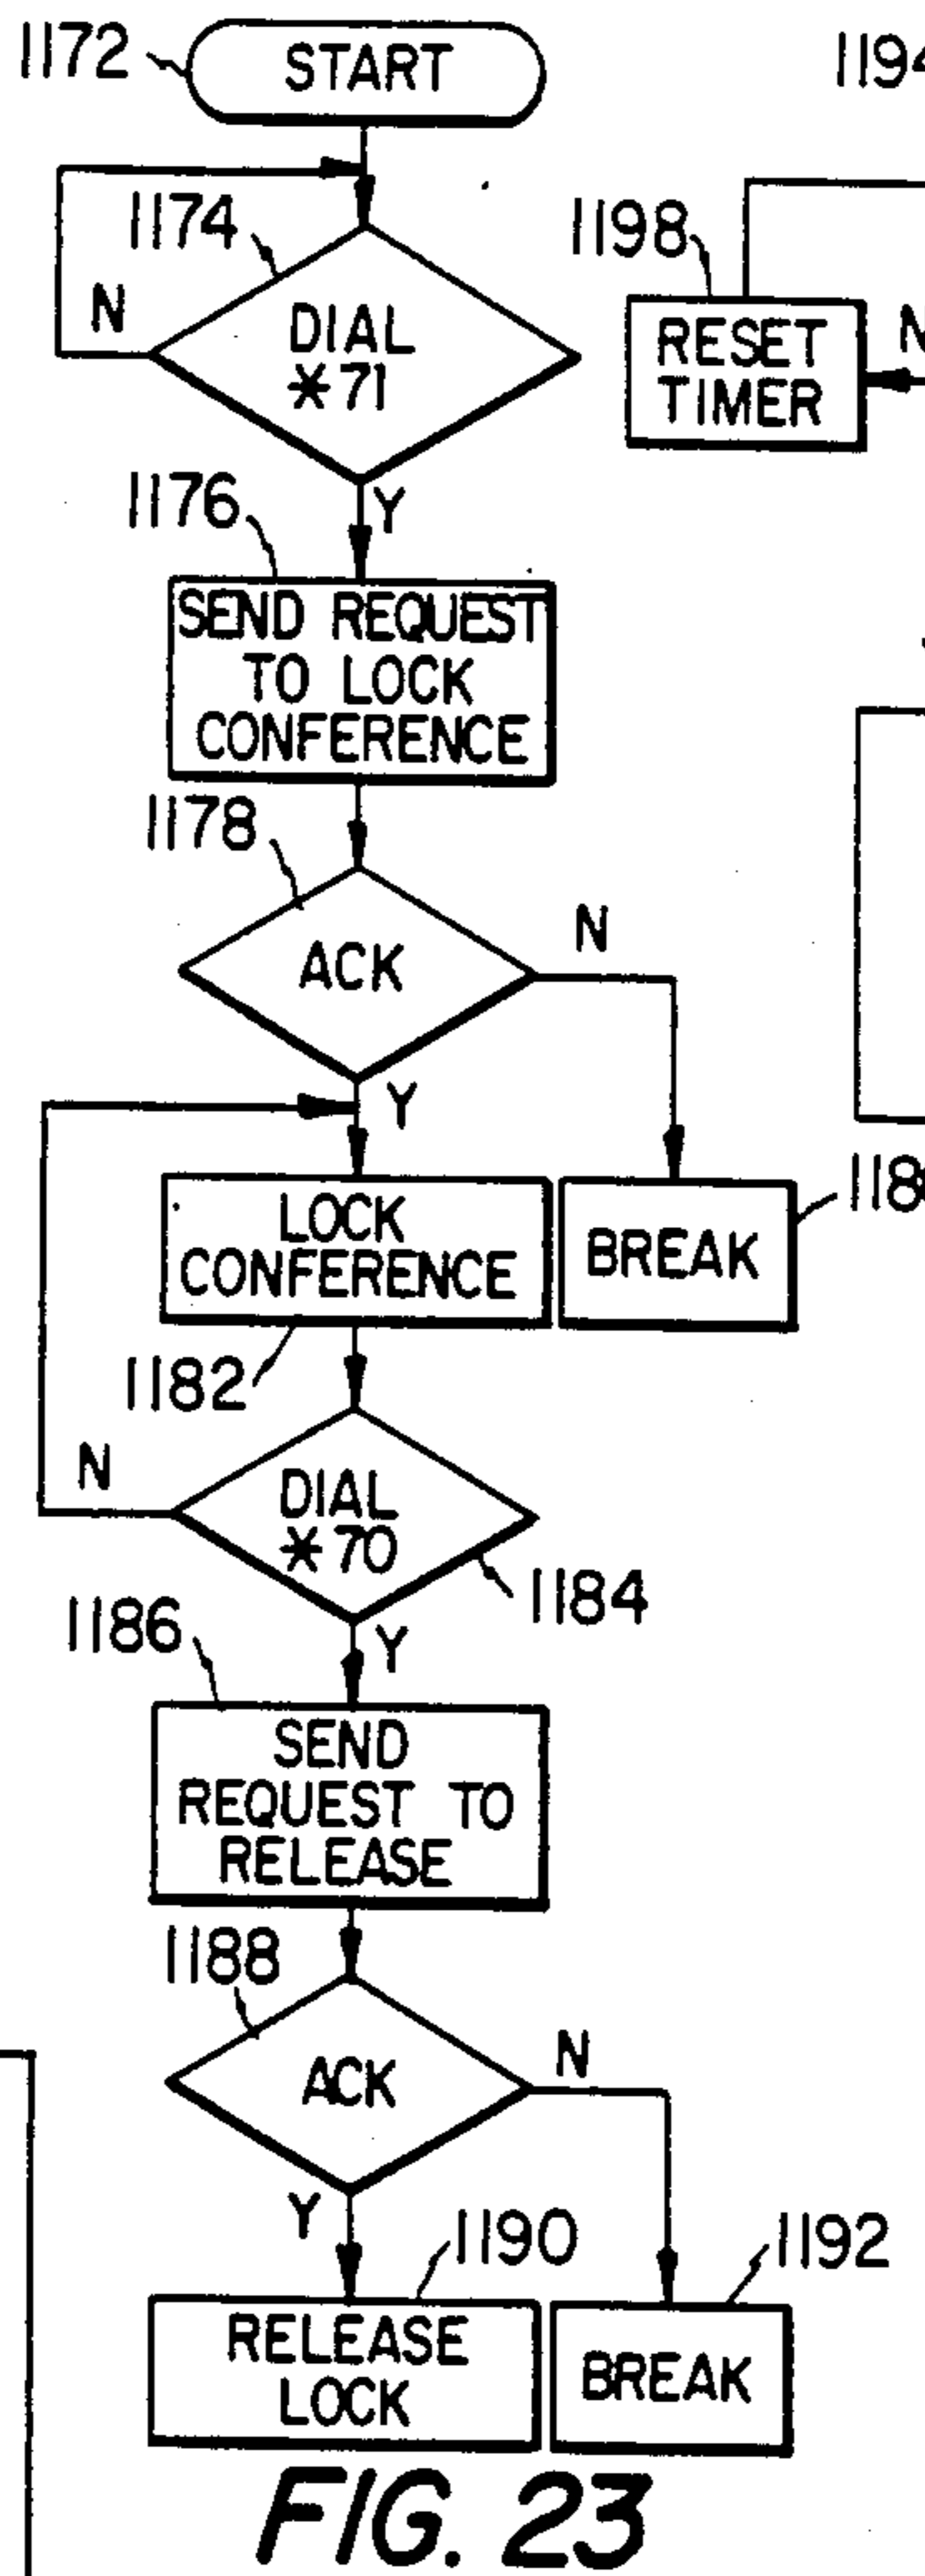 1172
START
1194
1174
1198
N
DIAL
*71
RESET
TIMER
N
1176
Y
SEND REQUEST
TO LOCK
CONFERENCE
1178
ACK
N
Y
LOCK
CONFERENCE
BREAK
1182
N
DIAL
*70
1184
1186
Y
SEND
REQUEST TO
RELEASE
1188
ACK
N
Y
1190
1192
RELEASE
LOCK
BREAK
FIG. 23